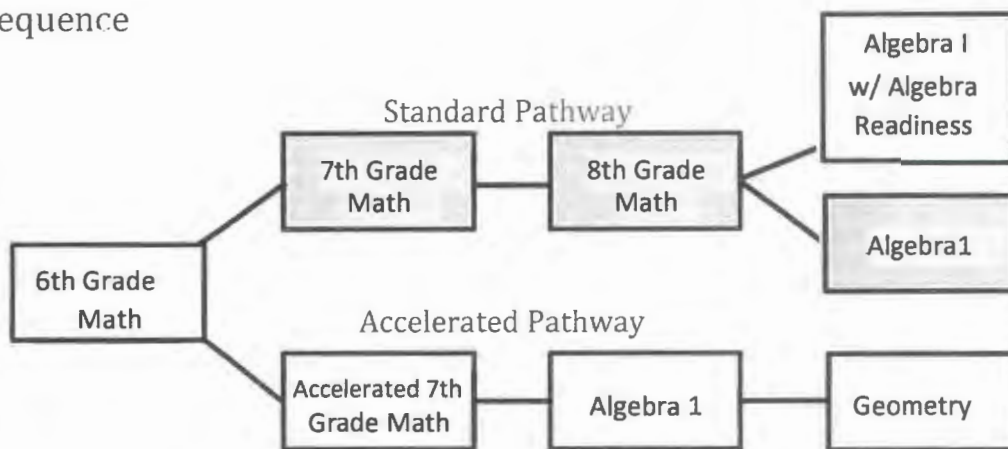 equence
Algebra I
w/ Algebra
Readiness
Standard Pathway
7th Grade
Math
8th Grade
Math
Algebra1
6th Grade
Math
Accelerated Pathway
Accelerated 7th
Grade Math
Algebra 1
Geometry